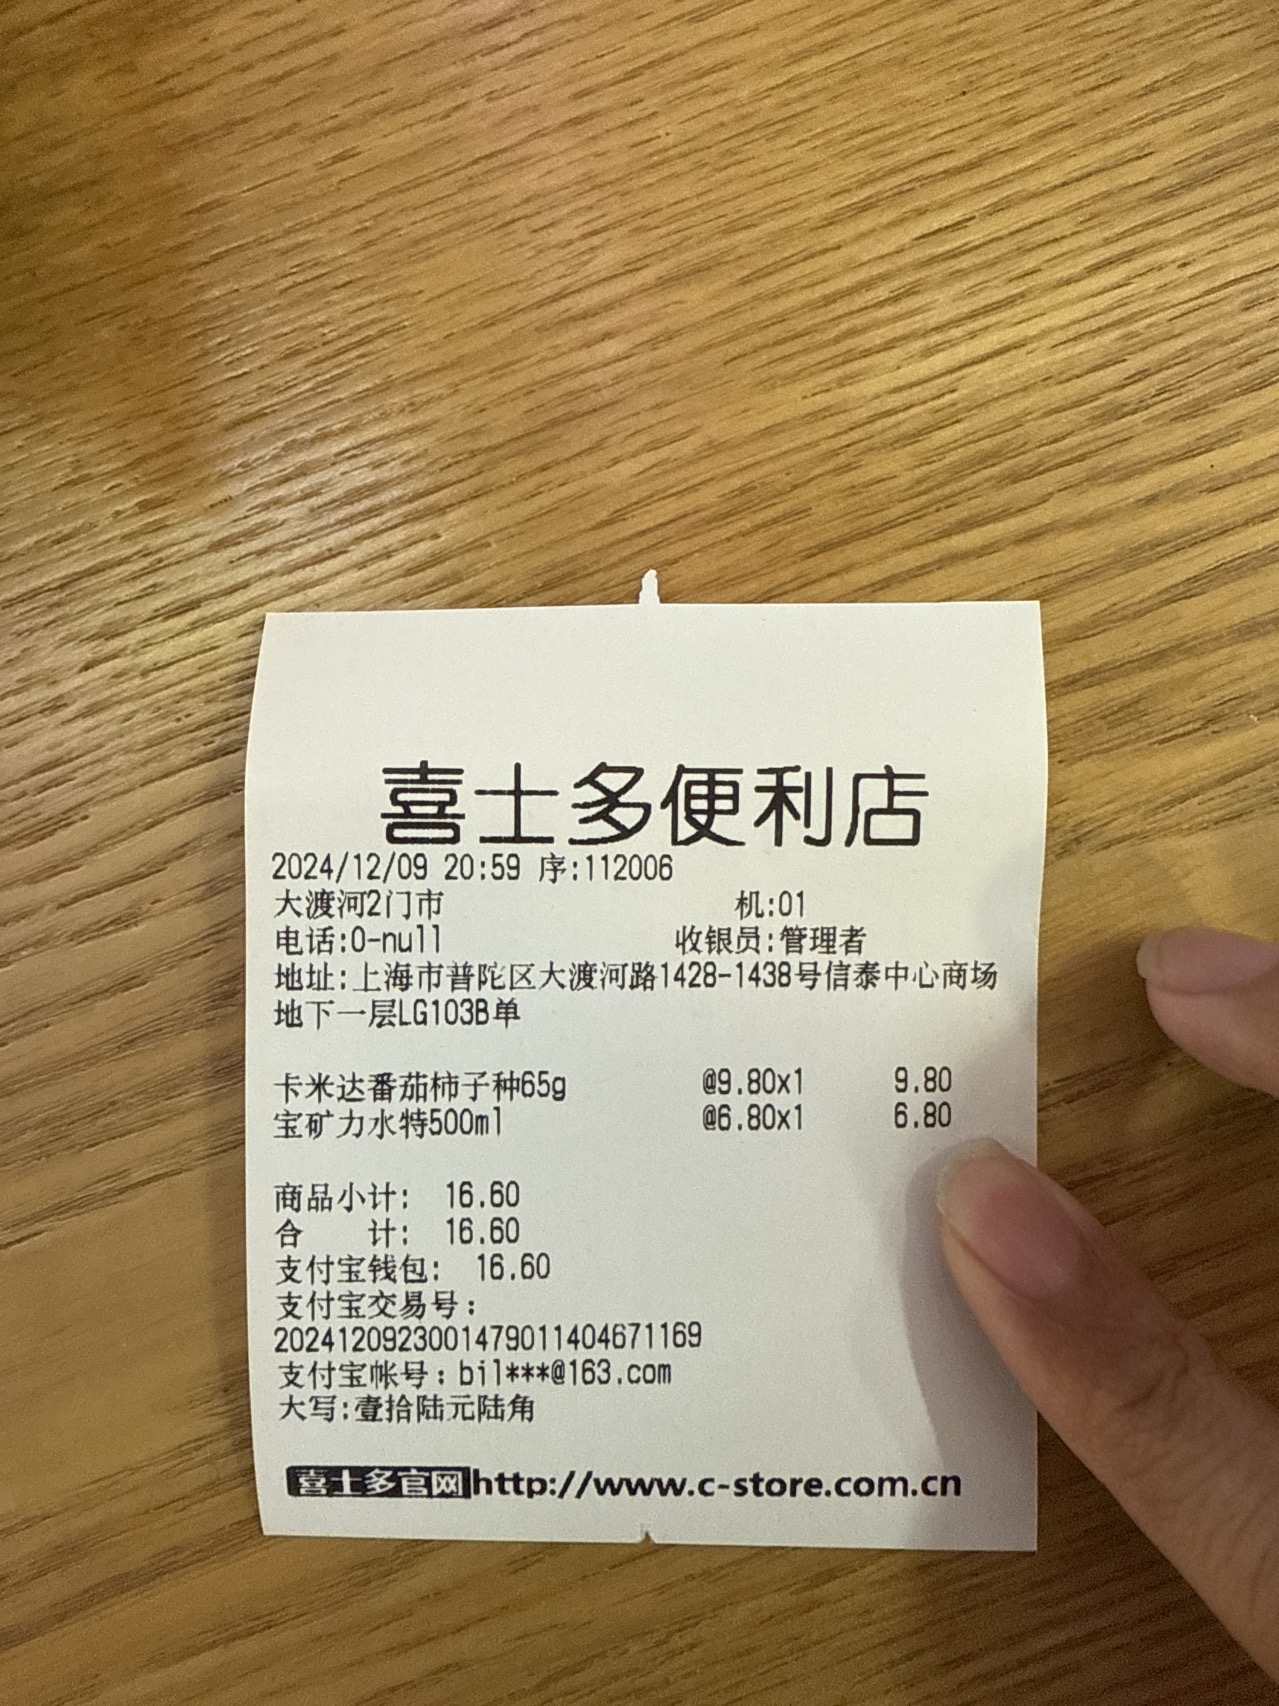 喜士多便利店
2024/12/09 20:59 序:112006
大渡河2门市 机:01
电话:0-null 收银员:管理者
地址:上海市普陀区大渡河路1428-1438号信泰中心商场
地下一层LG103B单
卡米达番茄柿子种65g @9.80x1 9.80
宝矿力水特500ml @6.80x1 6.80
商品小计: 16.60
合 计: 16.60
支付宝钱包: 16.60
支付宝交易号:
2024120923001479011404671169
支付宝帐号:bil***@163.com
大写:壹拾陆元陆角
喜士多官网http://www.c-store.com.cn